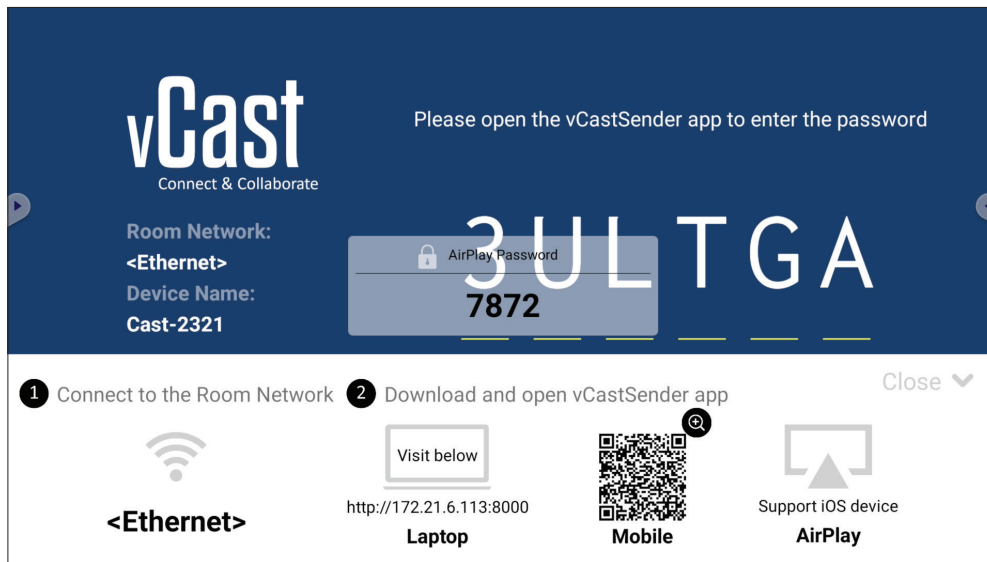 vCast
Connect & Collaborate
Please open the vCastSender app to enter the password
Room Network:
<Ethernet>
Device Name:
Cast-2321
3ULTGA
AirPlay Password
7872
1 Connect to the Room Network
2 Download and open vCastSender app
Close
<Ethernet>
Visit below
http://172.21.6.113:8000
Laptop
Mobile
Support iOS device
AirPlay